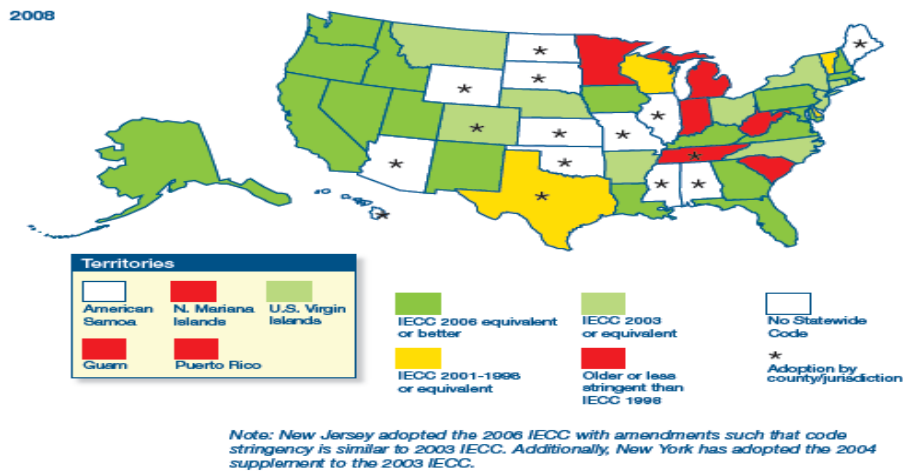 2008
Territories
American
Samoa
N. Mariana
Islands
U.S. Virgin
Islands
Guam
Puerto Rico
IECC 2006 equivalent
or better
IECC 2003
or equivalent
No Statewide
Code
IECC 2001-1998
or equivalent
Older or less
stringent than
IECC 1998
* Adoption by
county/jurisdiction
Note: New Jersey adopted the 2006 IECC with amendments such that code
stringency is similar to 2003 IECC. Additionally, New York has adopted the 2004
supplement to the 2003 IECC.